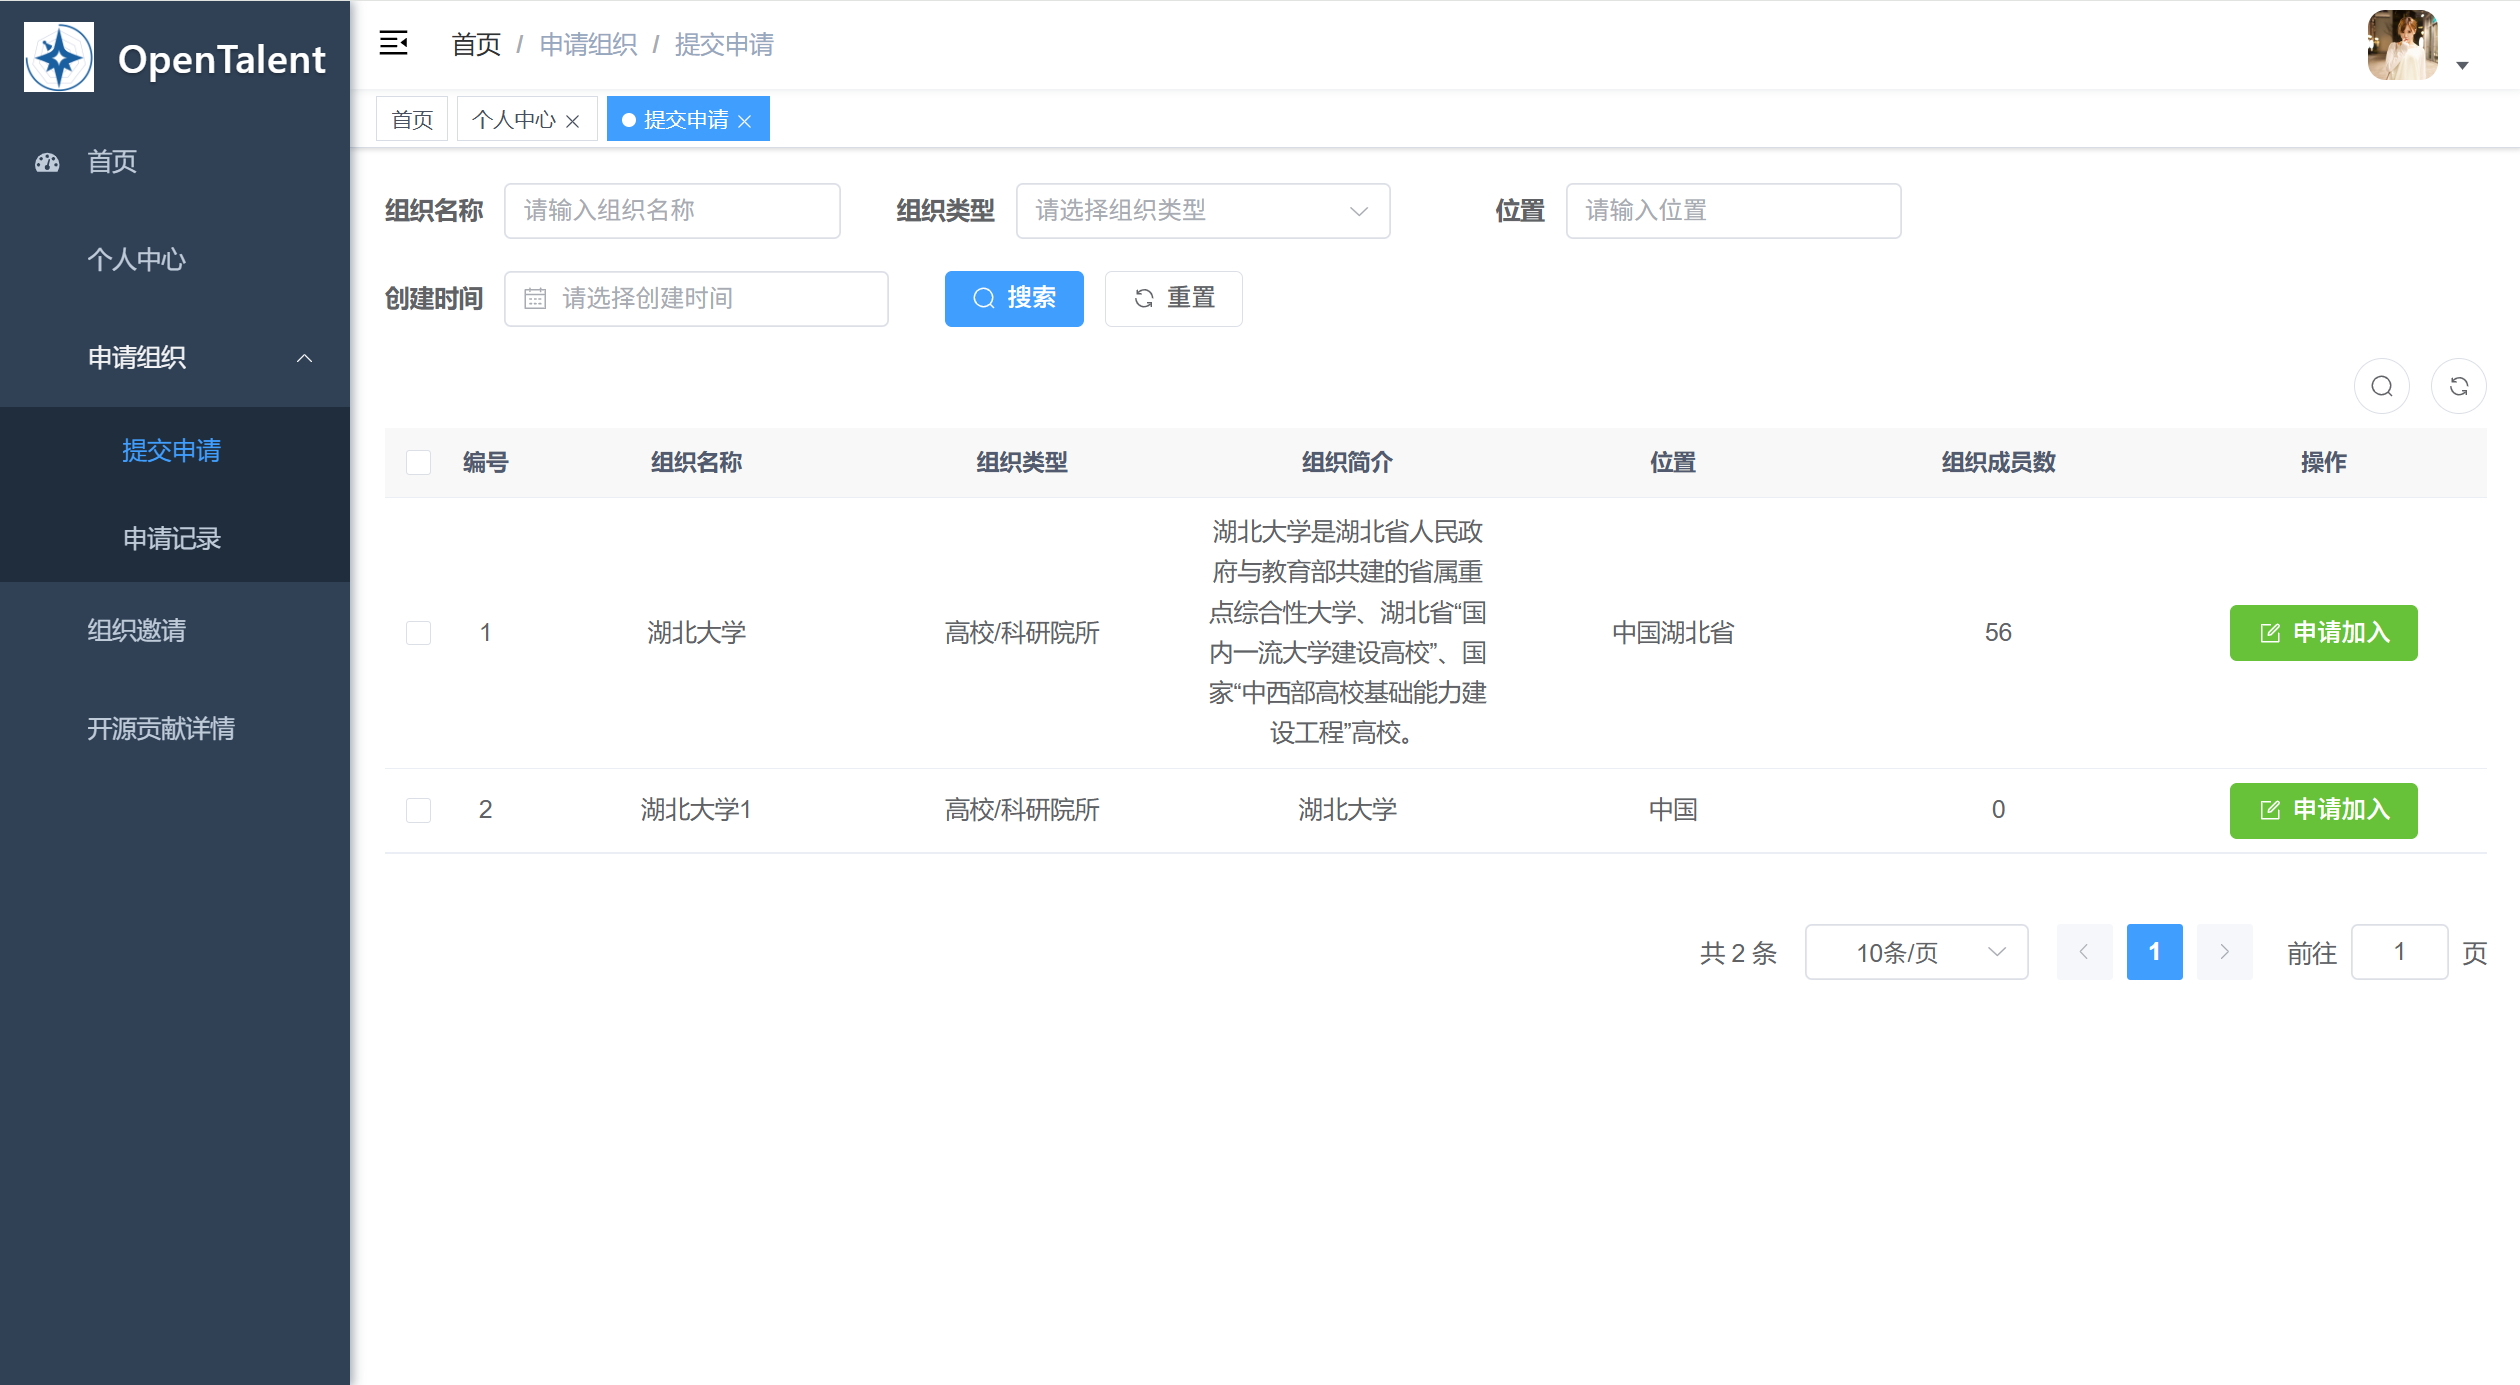 OpenTalent
首页
个人中心
申请组织
提交申请
申请记录
组织邀请
开源贡献详情
首页 / 申请组织 / 提交申请
首页 个人中心 提交申请
组织名称 请输入组织名称 组织类型 请选择组织类型 位置 请输入位置
创建时间 请选择创建时间 搜索 重置
编号 组织名称 组织类型 组织简介 位置 组织成员数 操作
湖北大学是湖北省人民政
府与教育部共建的省属重
点综合性大学、湖北省“国
1 湖北大学 高校/科研院所 中国湖北省 56 申请加入
内一流大学建设高校”、国
家“中西部高校基础能力建
设工程”高校。
2 湖北大学1 高校/科研院所 湖北大学 中国 0 申请加入
共 2 条 10条/页 1 前往 1 页